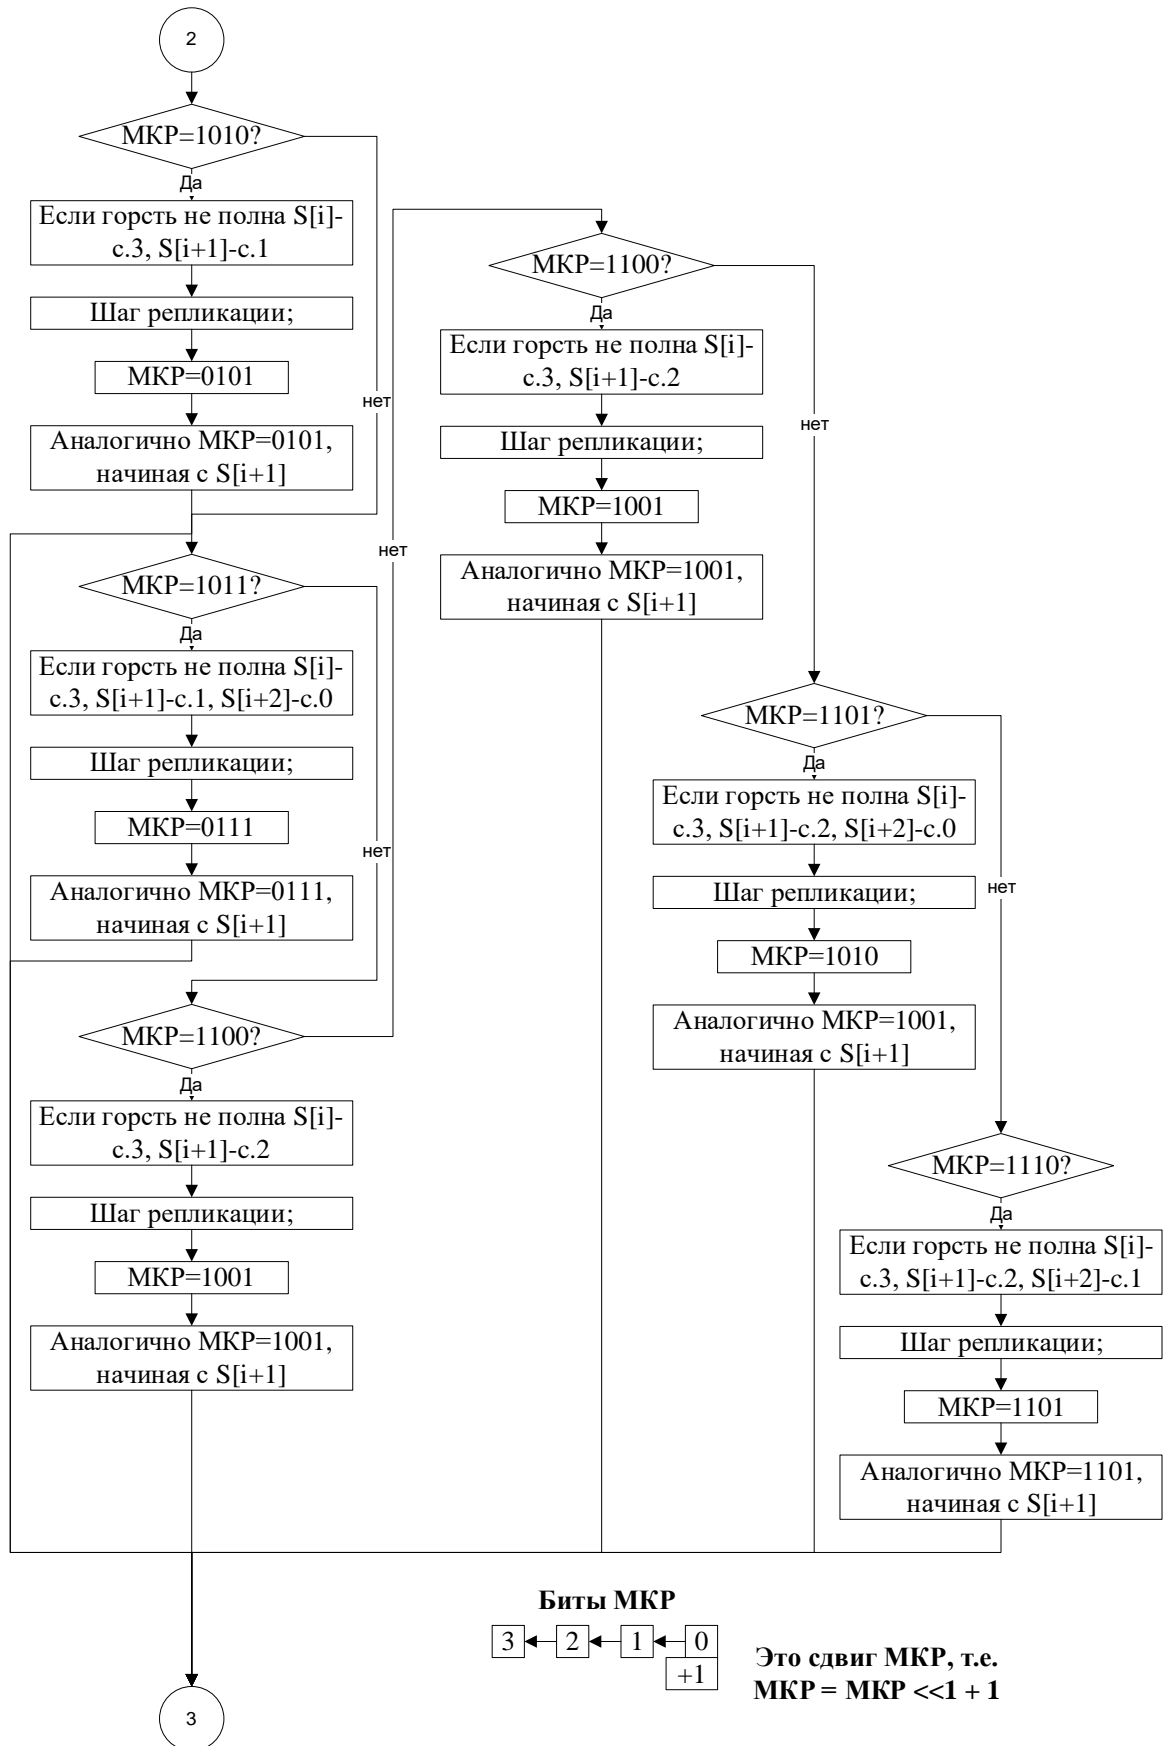 2
МКР=1010?
Да
Если горсть не полна S[i]-
с.3, S[i+1]-с.1
Шаг репликации;
МКР=0101
нет
Аналогично МКР=0101,
начиная с S[i+1]
МКР=1011?
Да
Если горсть не полна S[i]-
с.3, S[i+1]-с.1, S[i+2]-с.0
Шаг репликации;
МКР=0111
нет
Аналогично МКР=0111,
начиная с S[i+1]
МКР=1100?
нет
Да
Если горсть не полна S[i]-
с.3, S[i+1]-с.2
Шаг репликации;
МКР=1001
Аналогично МКР=1001,
начиная с S[i+1]
МКР=1100?
Да
Если горсть не полна S[i]-
с.3, S[i+1]-с.2
нет
Шаг репликации;
МКР=1001
Аналогично МКР=1001,
начиная с S[i+1]
МКР=1101?
Да
Если горсть не полна S[i]-
с.3, S[i+1]-с.2, S[i+2]-с.0
нет
Шаг репликации;
МКР=1010
Аналогично МКР=1001,
начиная с S[i+1]
МКР=1110?
Да
Если горсть не полна S[i]-
с.3, S[i+1]-с.2, S[i+2]-с.1
Шаг репликации;
МКР=1101
Аналогично МКР=1101,
начиная с S[i+1]
Биты МКР
3 2 1 0
+1
Это сдвиг МКР, т.е.
МКР = МКР <<1 + 1
3